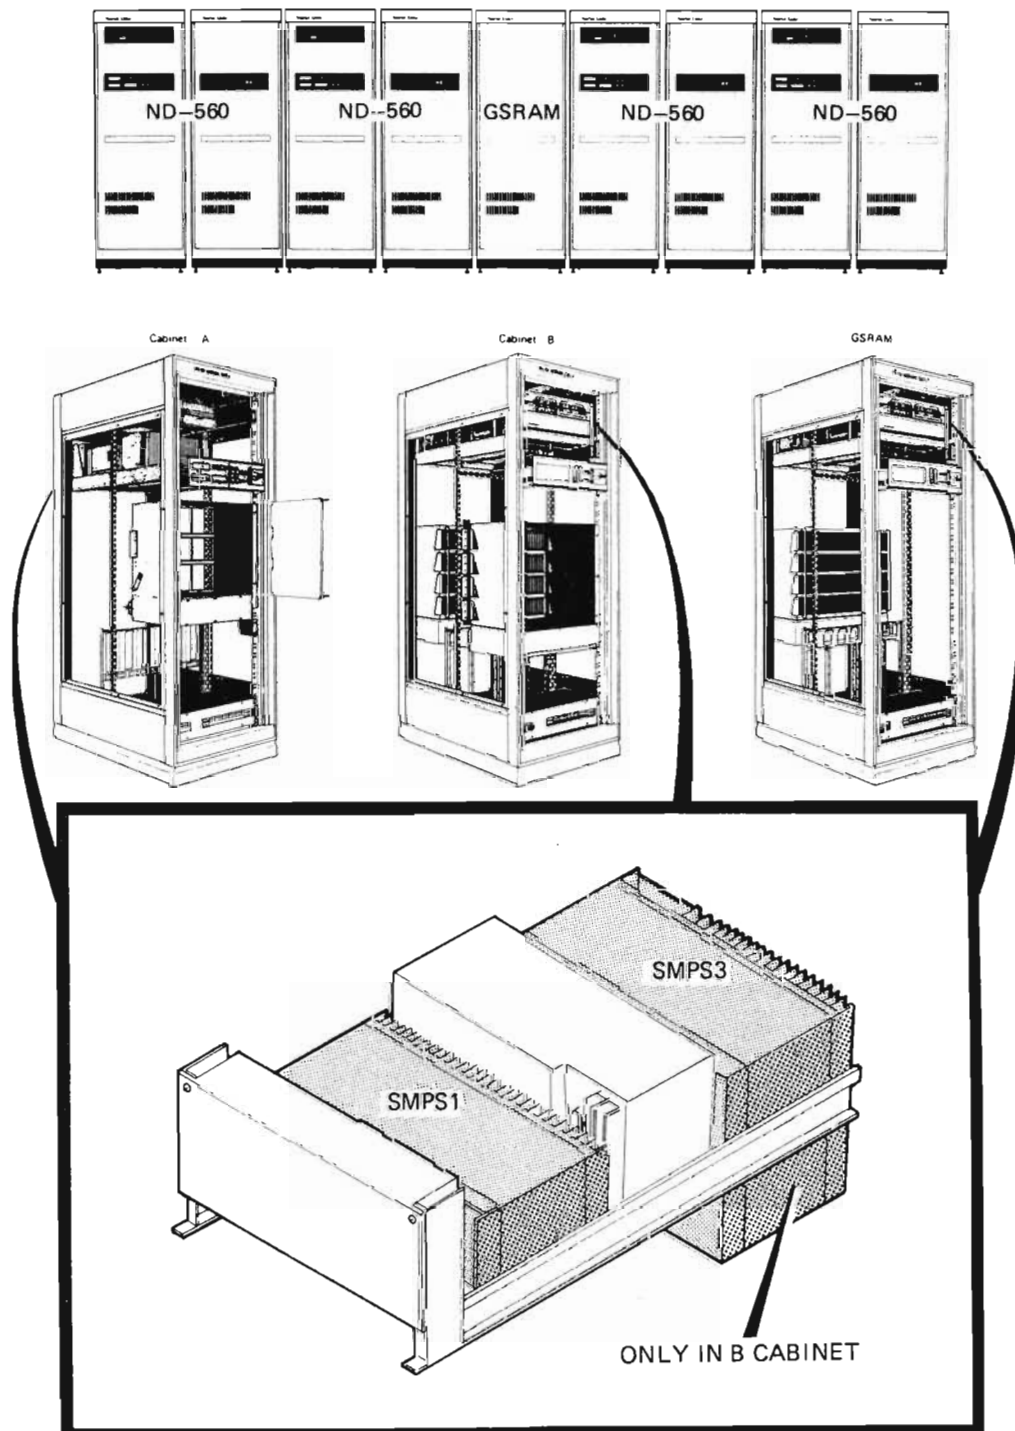 ND-560
ND--560
GSRAM
ND-560
ND-560
Cabinet A
Cabinet B
GSRAM
SMPS3
SMPS1
ONLY IN B CABINET